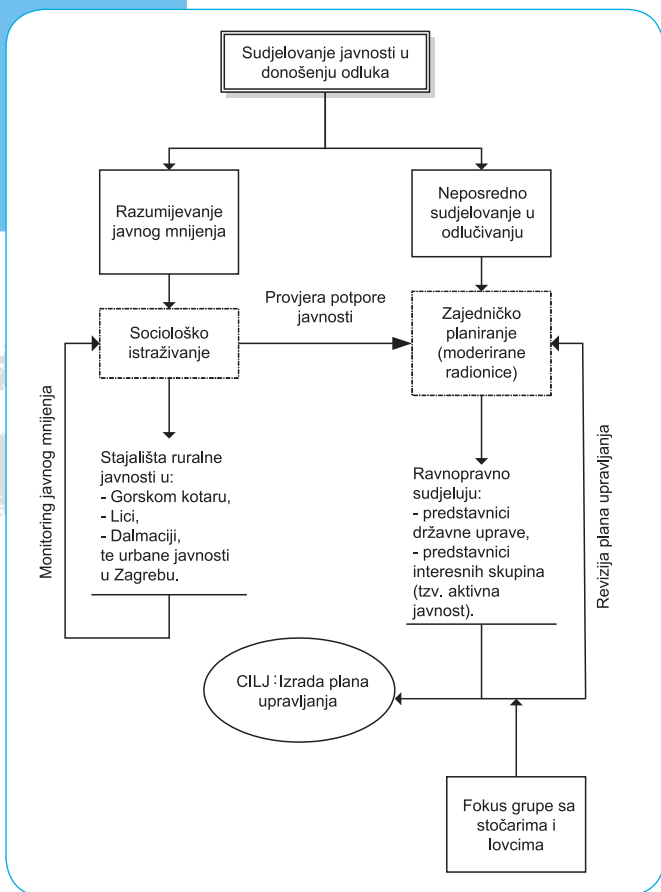 Sudjelovanje javnosti u
donošenju odluka
Razumijevanje
javnog mnijenja
Neposredno
sudjelovanje u
odlučivanju
Provjera potpore
javnosti
Sociološko
istraživanje
Zajedničko
planiranje
(moderirane
radionice)
Monitoring javnog mnijenja
Stajališta ruralne
javnosti u:
- Gorskom kotaru,
- Lici,
- Dalmaciji,
te urbane javnosti
u Zagrebu.
Ravnopravno
sudjeluju:
- predstavnici
državne uprave,
- predstavnici
interesnih skupina
(tzv. aktivna
javnost).
Revizija plana upravljanja
CILJ: Izrada plana
upravljanja
Fokus grupe sa
stočarima i
lovcima